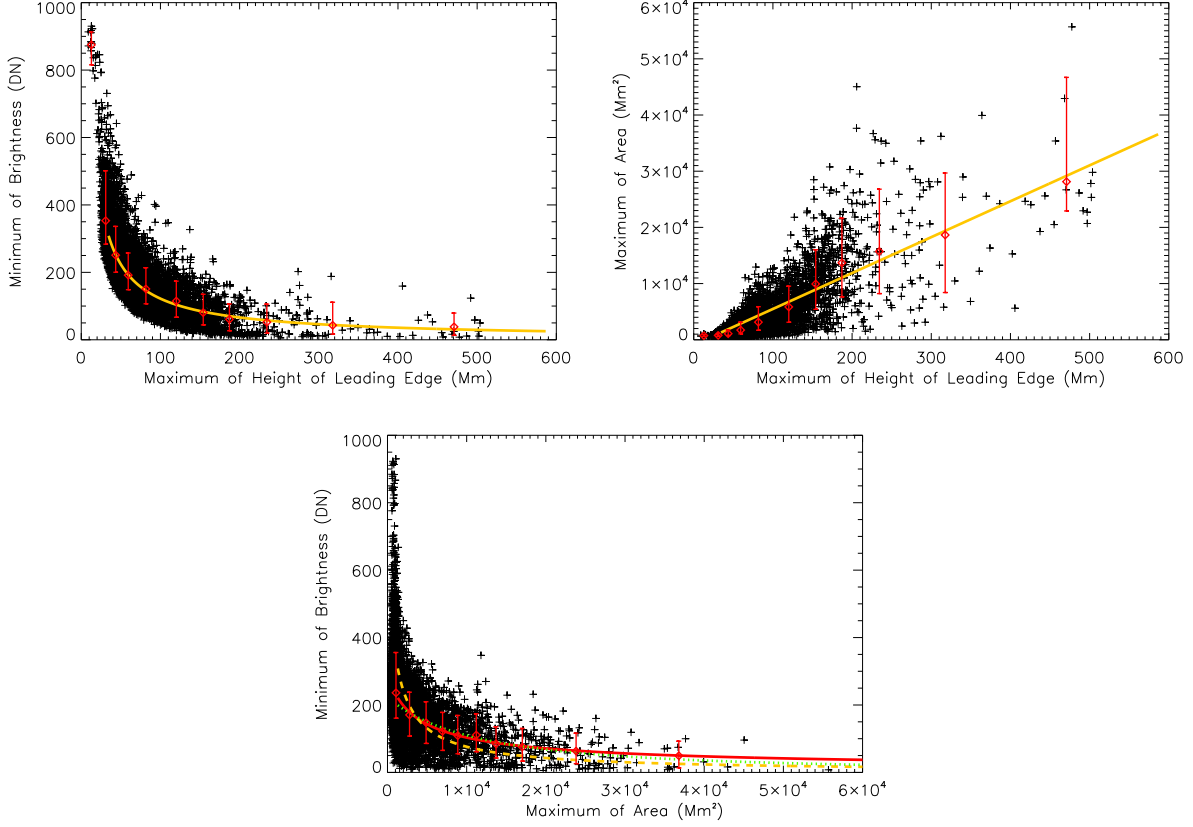 1000
800
600
400
200
0
Minimum of Brightness (DN)
0 100 200 300 400 500 600
Maximum of Height of Leading Edge (Mm)
6×10⁴
5×10⁴
4×10⁴
3×10⁴
2×10⁴
1×10⁴
0
Maximum of Area (Mm²)
0 100 200 300 400 500 600
Maximum of Height of Leading Edge (Mm)
1000
800
600
400
200
0
Minimum of Brightness (DN)
0 1×10⁴ 2×10⁴ 3×10⁴ 4×10⁴ 5×10⁴ 6×10⁴
Maximum of Area (Mm²)